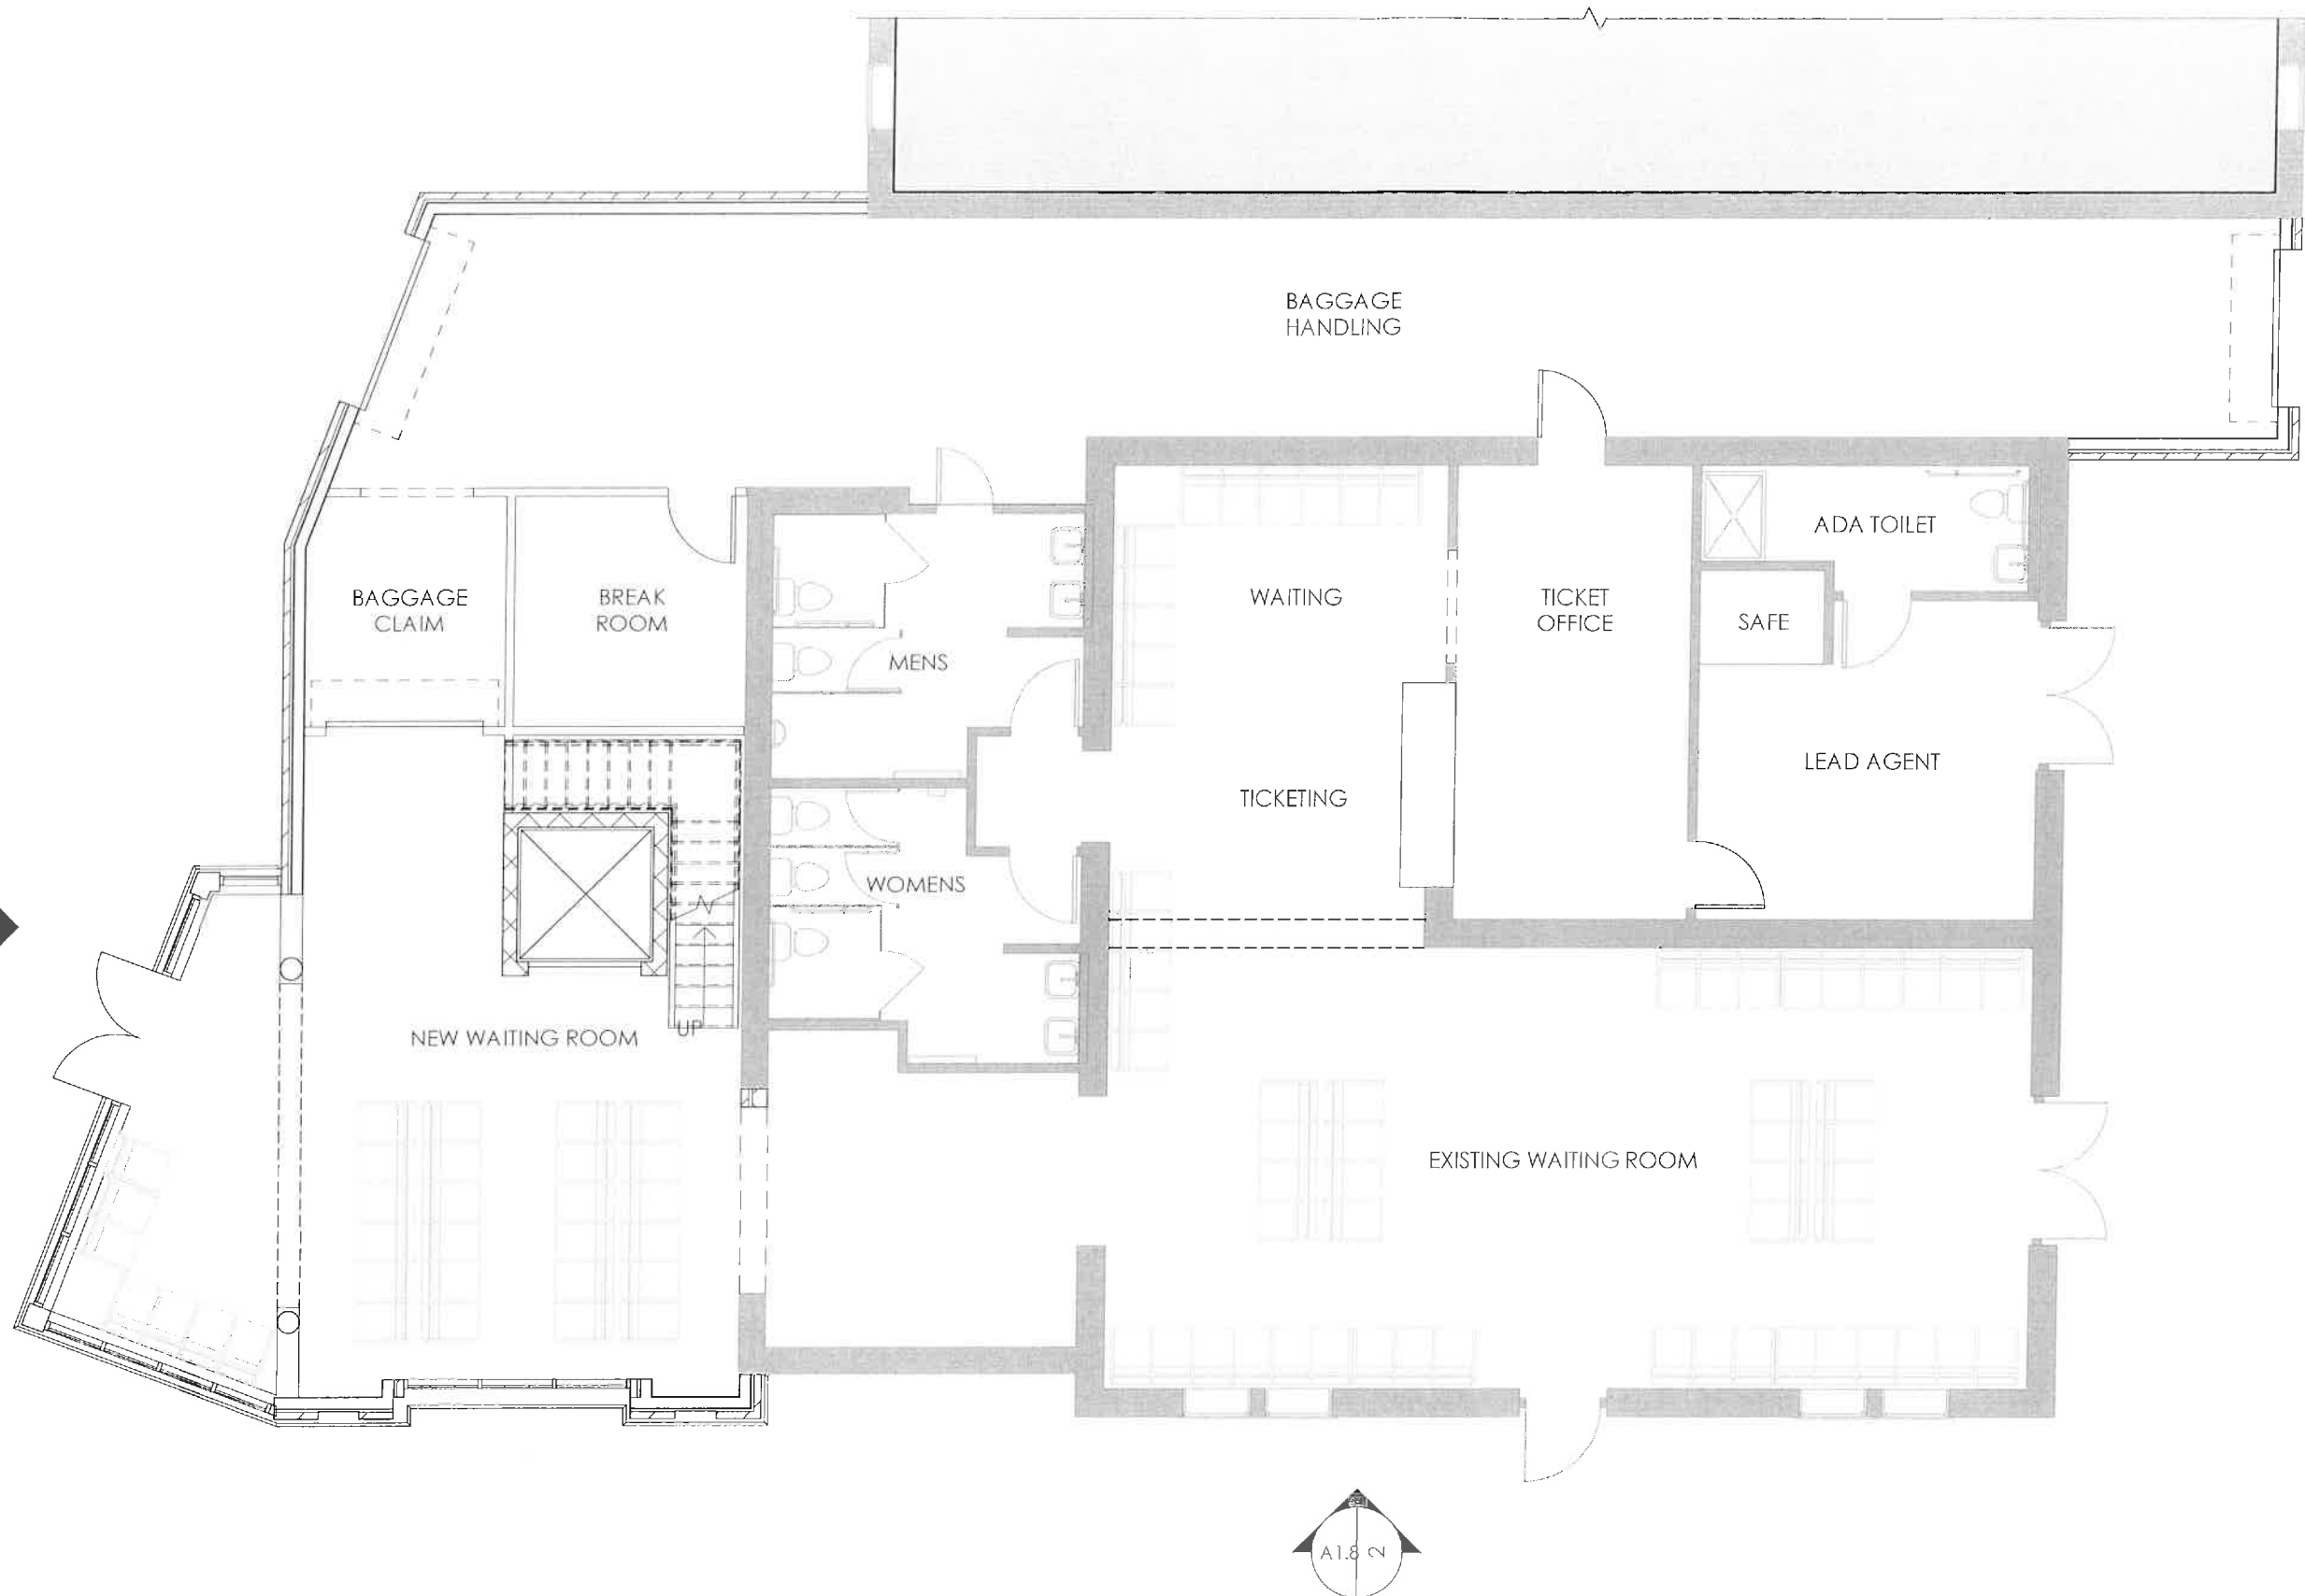 BAGGAGE
HANDLING
ADA TOILET
BAGGAGE
CLAIM
BREAK
ROOM
WAITING
TICKET
OFFICE
SAFE
MENS
LEAD AGENT
TICKETING
WOMENS
UP
NEW WAITING ROOM
EXISTING WAITING ROOM
A1.8 2